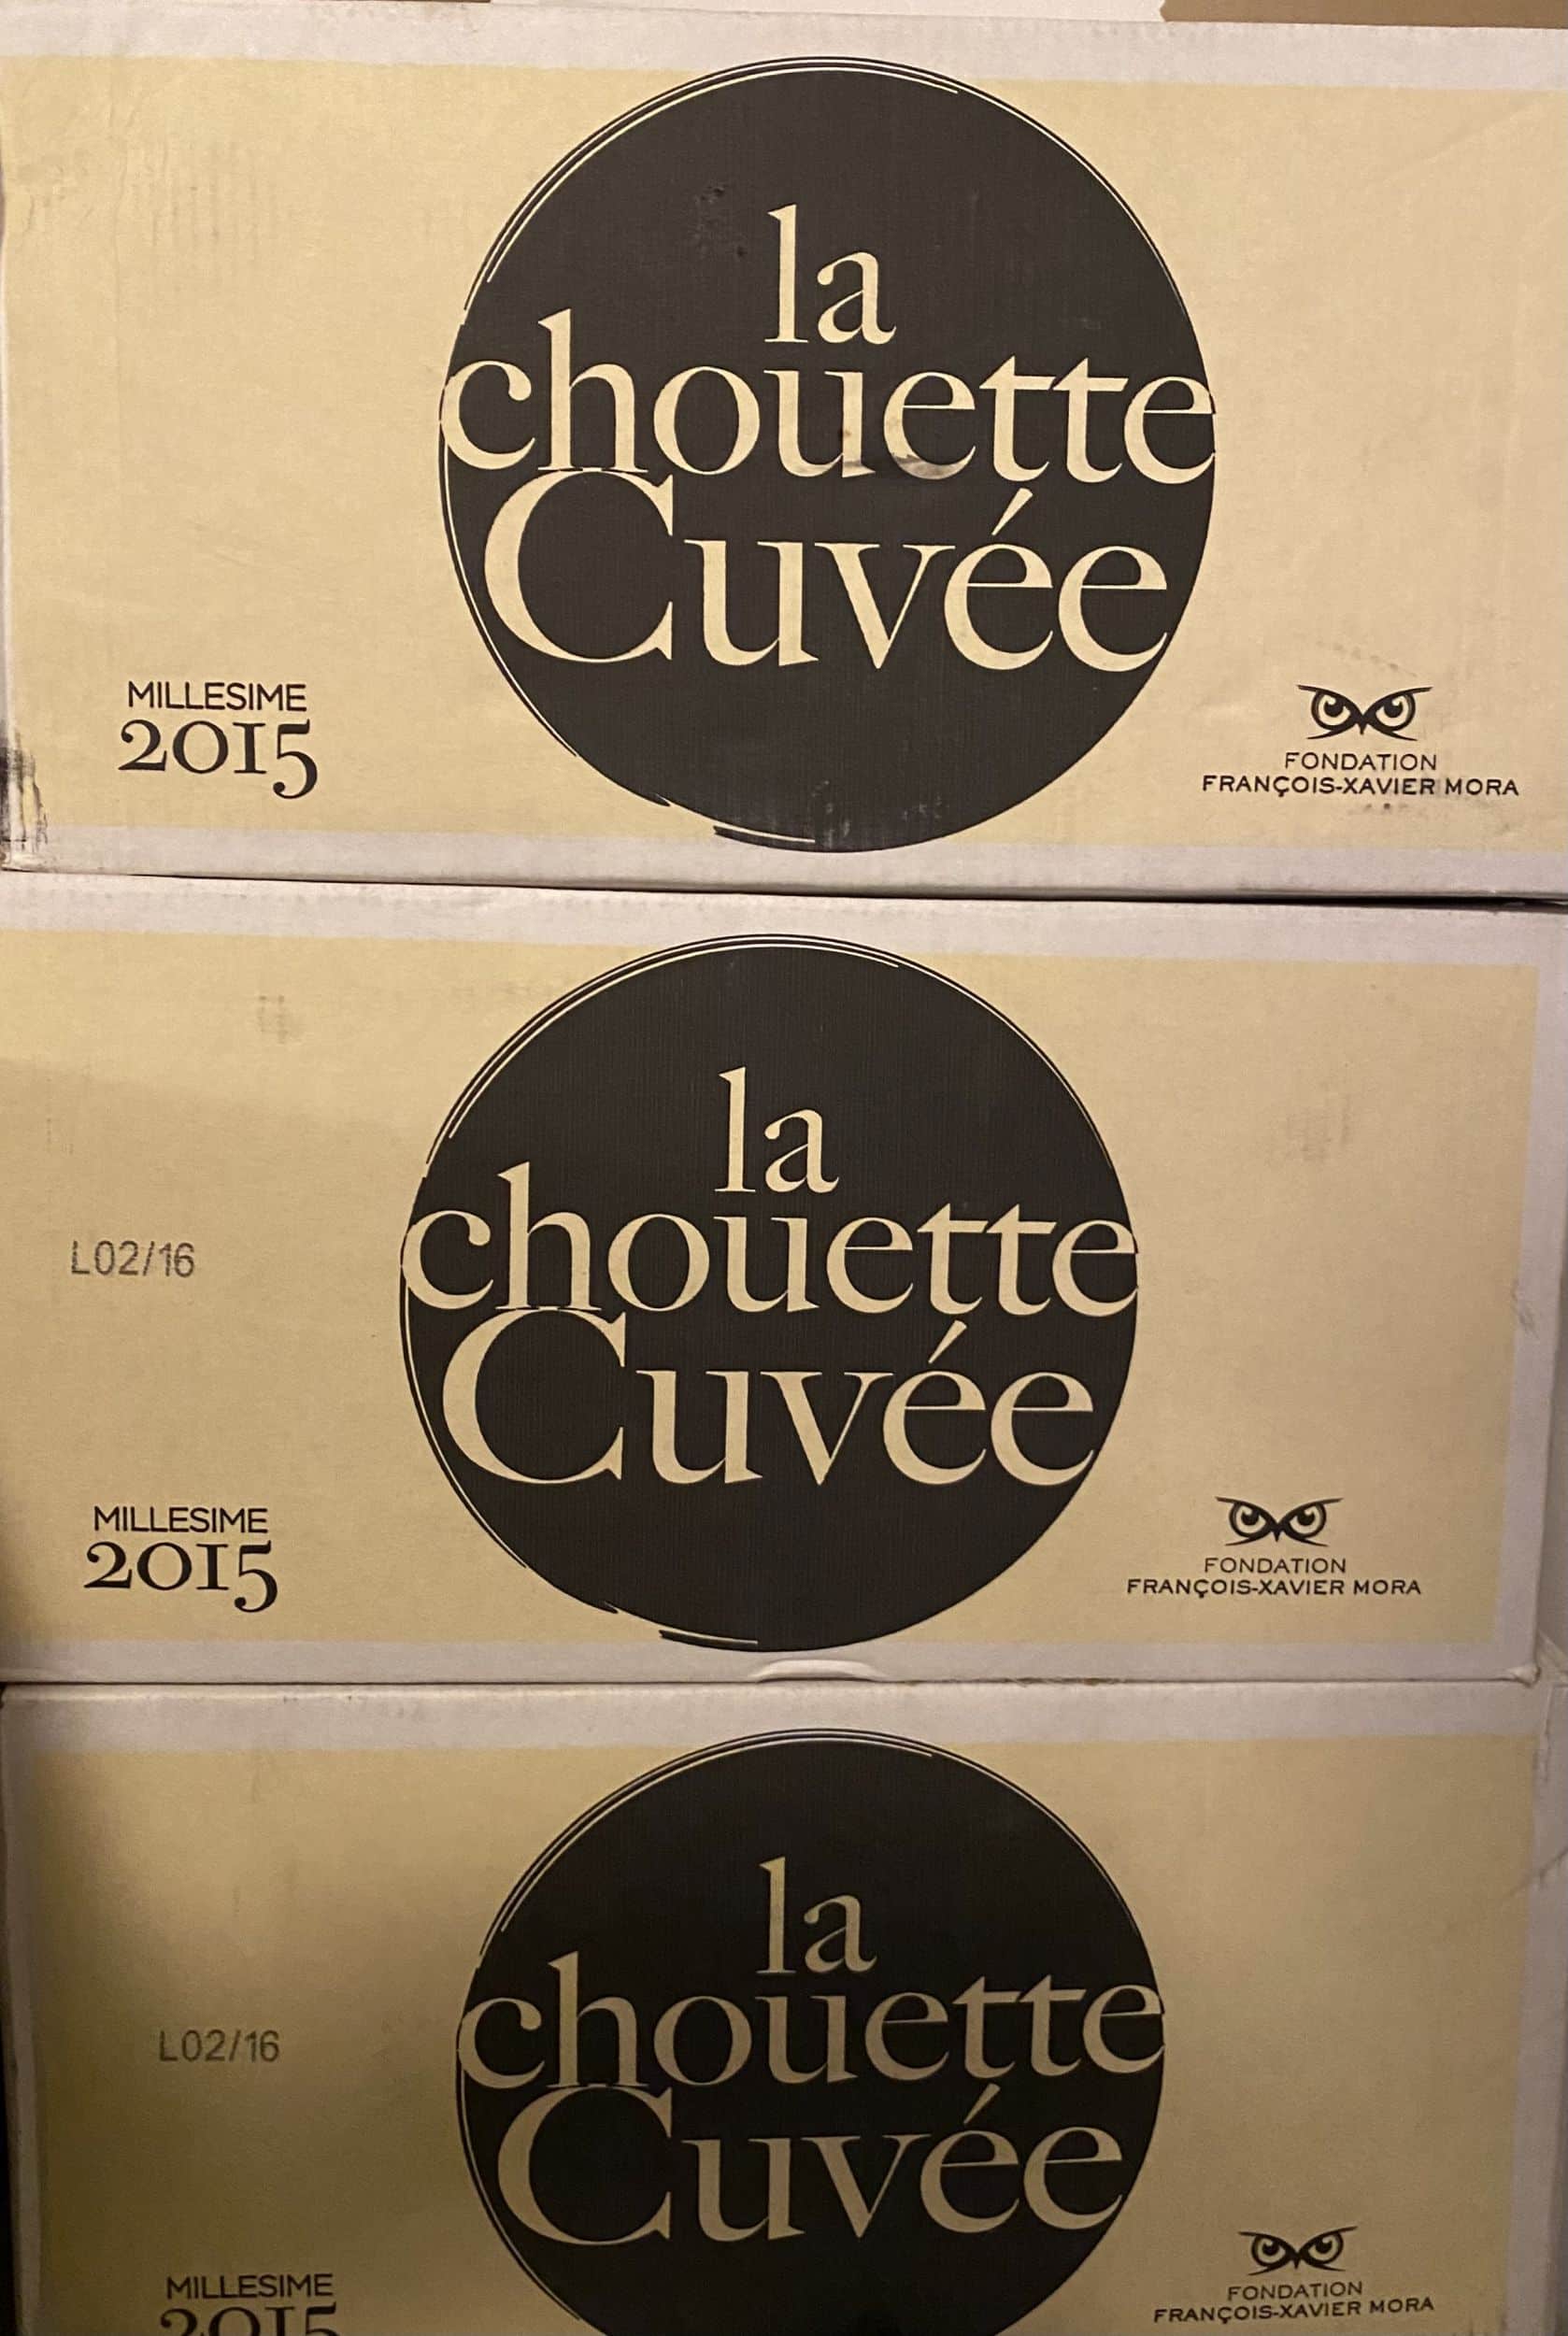 la
chouette
Cuvée
MILLESIME
2015
FONDATION
FRANÇOIS-XAVIER MORA
la
chouette
Cuvée
L02/16
MILLESIME
2015
FONDATION
FRANÇOIS-XAVIER MORA
la
chouette
Cuvée
L02/16
MILLESIME
2015
FONDATION
FRANÇOIS-XAVIER MORA